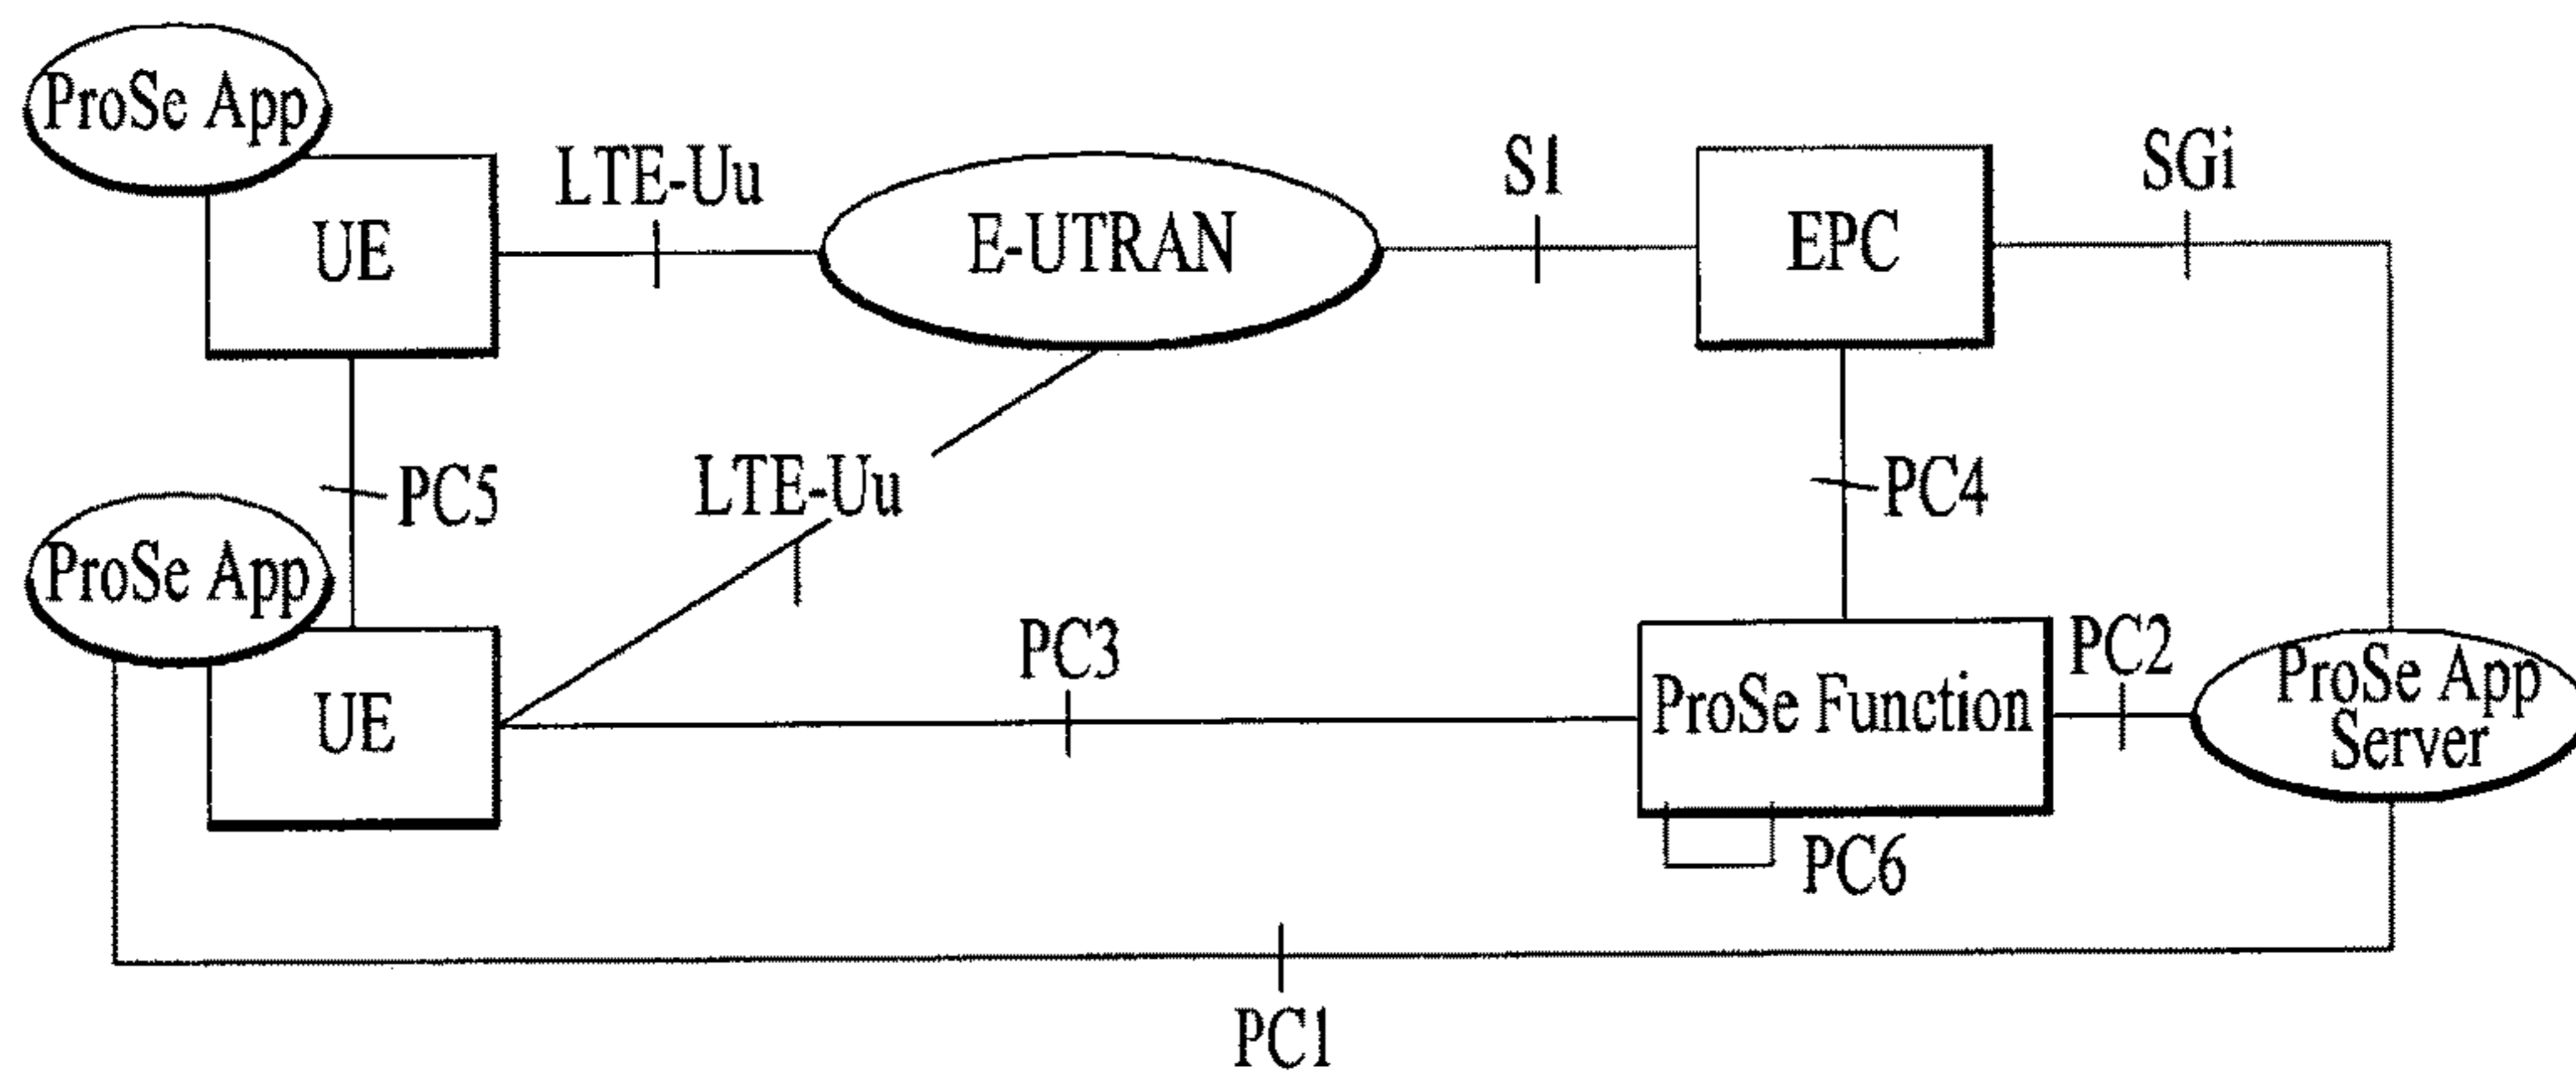 ProSe App
UE
LTE-Uu
E-UTRAN
S1
EPC
SGi
PC5
LTE-Uu
PC4
ProSe App
UE
PC3
ProSe Function
PC2
ProSe App
Server
PC6
PC1